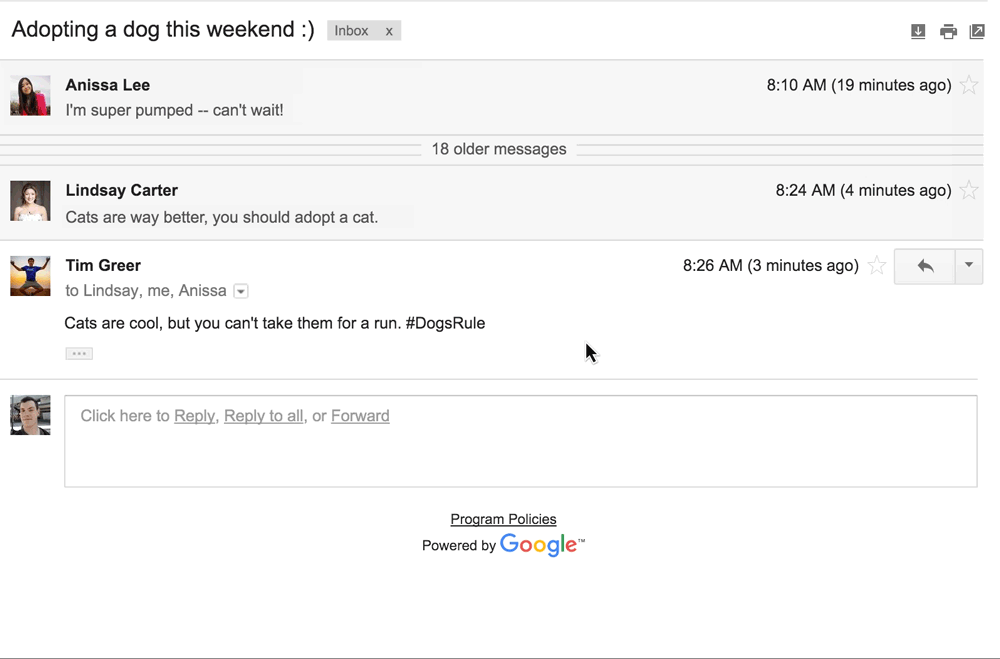 Adopting a dog this weekend :) Inbox x
Anissa Lee 8:10 AM (19 minutes ago)
I'm super pumped -- can't wait!
18 older messages
Lindsay Carter 8:24 AM (4 minutes ago)
Cats are way better, you should adopt a cat.
Tim Greer 8:26 AM (3 minutes ago)
to Lindsay, me, Anissa
Cats are cool, but you can't take them for a run. #DogsRule
Click here to Reply, Reply to all, or Forward
Program Policies
Powered by Google™